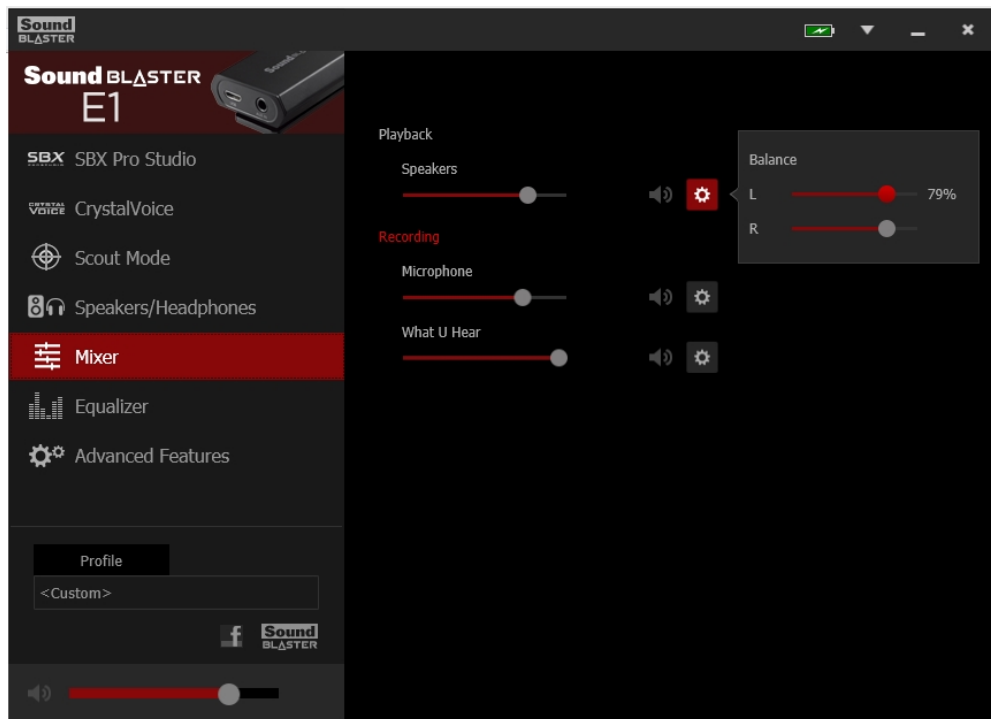 Sound
BLASTER
Sound BLASTER
E1
SBX SBX Pro Studio
CRYSTAL
VOICE CrystalVoice
Scout Mode
Speakers/Headphones
Mixer
Equalizer
Advanced Features
Profile
<Custom>
f
Sound
BLASTER
Playback
Speakers
Recording
Microphone
What U Hear
Balance
L 79%
R